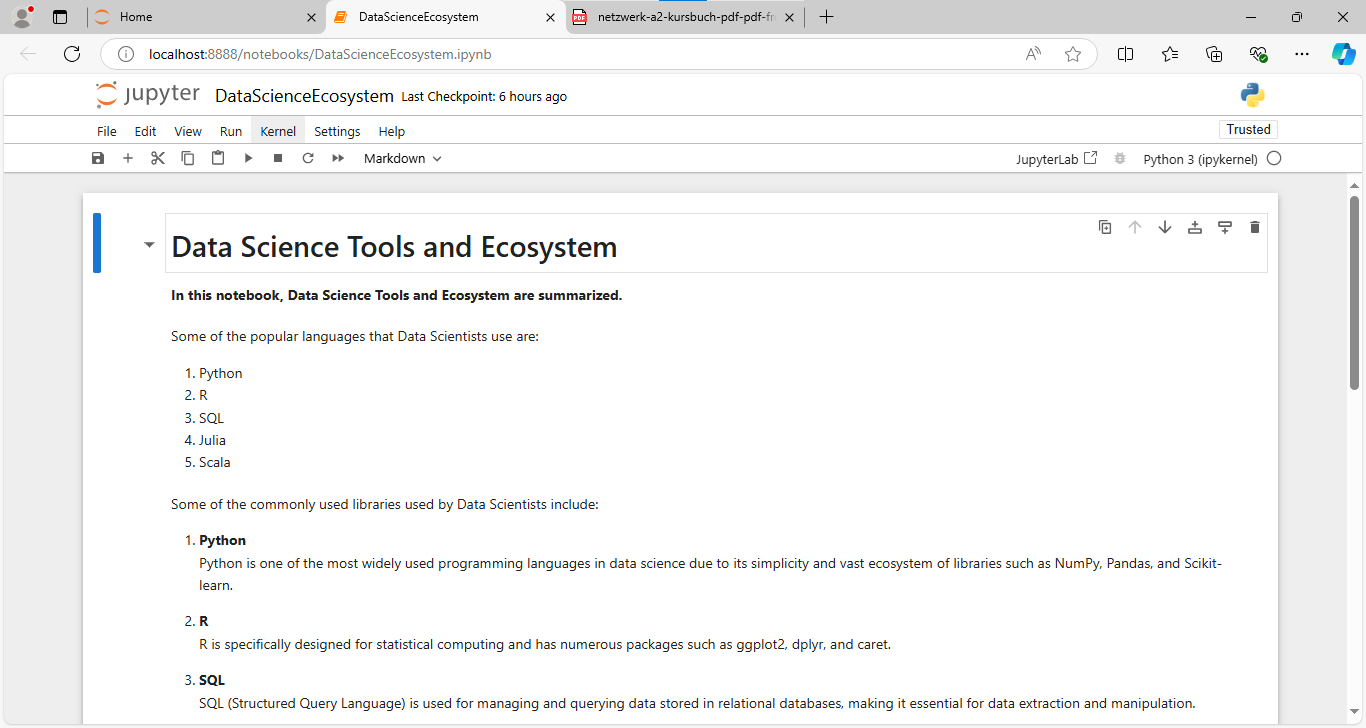 Home
DataScienceEcosystem
netzwerk-a2-kursbuch-pdf-pdf-fr
localhost:8888/notebooks/DataScienceEcosystem.ipynb
jupyter DataScienceEcosystem Last Checkpoint: 6 hours ago
File Edit View Run Kernel Settings Help
Trusted
Markdown
JupyterLab
Python 3 (ipykernel)
Data Science Tools and Ecosystem
In this notebook, Data Science Tools and Ecosystem are summarized.
Some of the popular languages that Data Scientists use are:
1. Python
2. R
3. SQL
4. Julia
5. Scala
Some of the commonly used libraries used by Data Scientists include:
1. Python
Python is one of the most widely used programming languages in data science due to its simplicity and vast ecosystem of libraries such as NumPy, Pandas, and Scikit-
learn.
2. R
R is specifically designed for statistical computing and has numerous packages such as ggplot2, dplyr, and caret.
3. SQL
SQL (Structured Query Language) is used for managing and querying data stored in relational databases, making it essential for data extraction and manipulation.